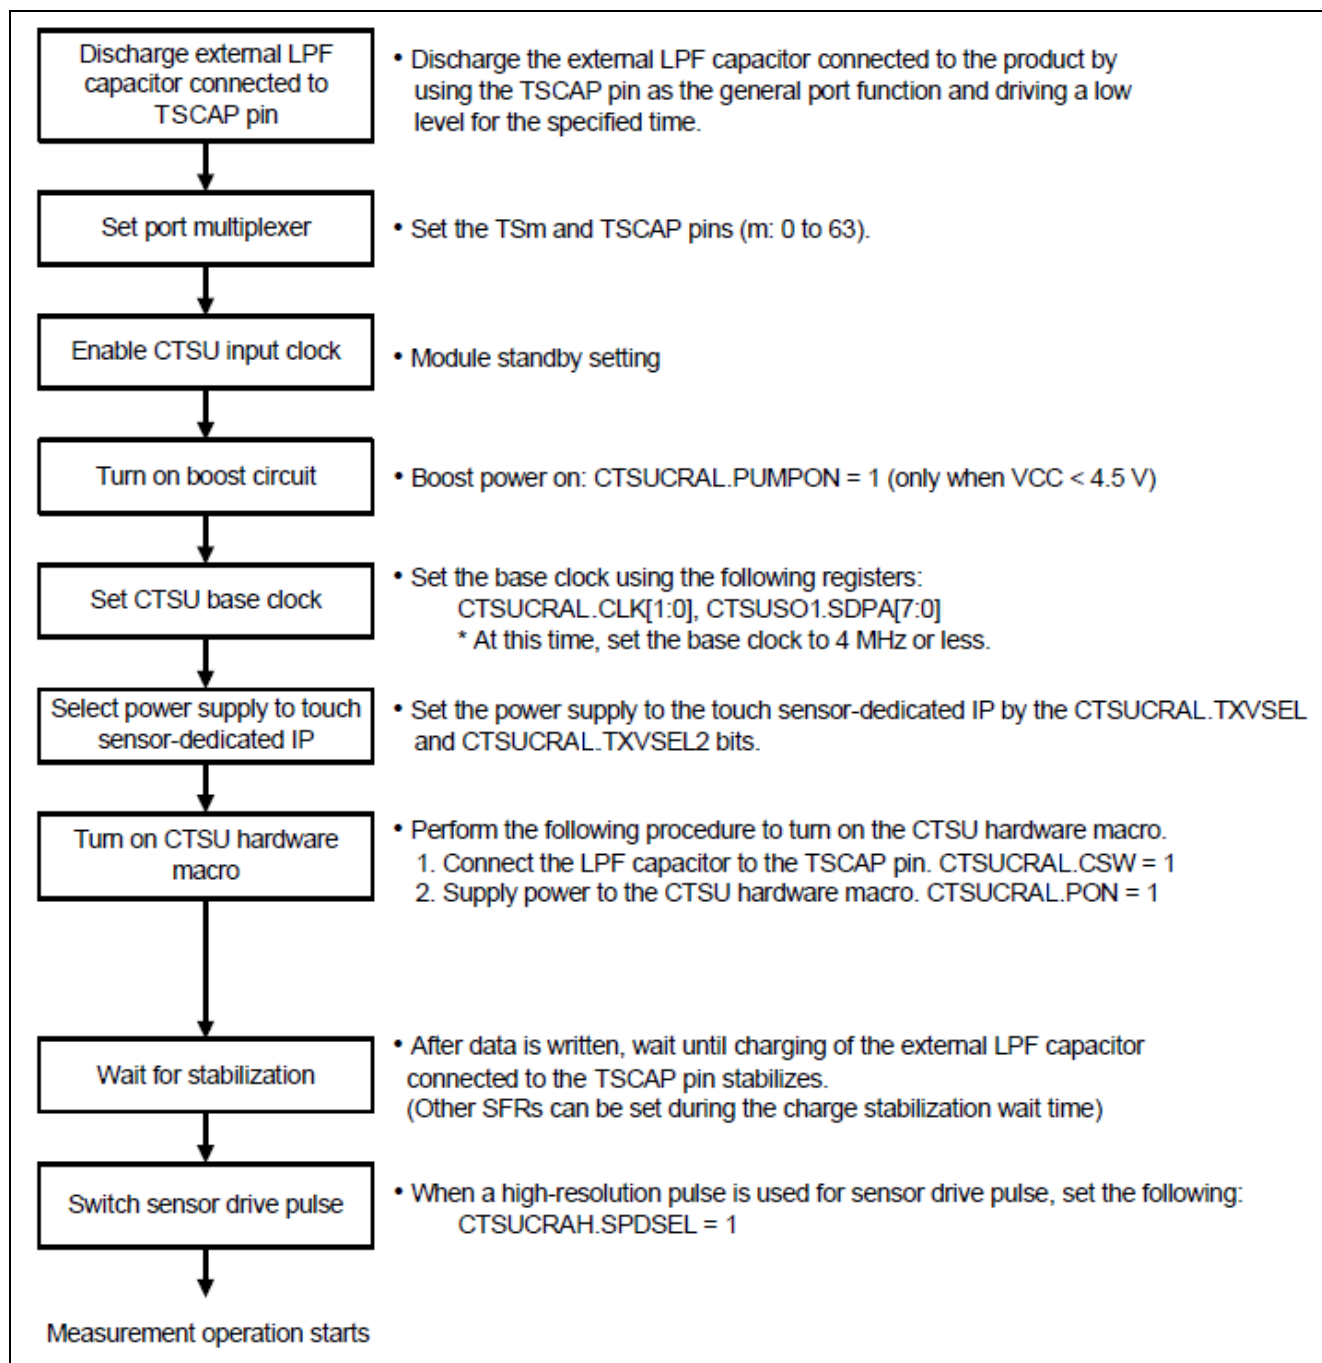 Discharge external LPF
capacitor connected to
TSCAP pin
• Discharge the external LPF capacitor connected to the product by
using the TSCAP pin as the general port function and driving a low
level for the specified time.
Set port multiplexer
• Set the TSm and TSCAP pins (m: 0 to 63).
Enable CTSU input clock
• Module standby setting
Turn on boost circuit
• Boost power on: CTSUCRAL.PUMPON = 1 (only when VCC < 4.5 V)
Set CTSU base clock
• Set the base clock using the following registers:
CTSUCRAL.CLK[1:0], CTSUSO1.SDPA[7:0]
* At this time, set the base clock to 4 MHz or less.
Select power supply to touch
sensor-dedicated IP
• Set the power supply to the touch sensor-dedicated IP by the CTSUCRAL.TXVSEL
and CTSUCRAL.TXVSEL2 bits.
Turn on CTSU hardware
macro
• Perform the following procedure to turn on the CTSU hardware macro.
1. Connect the LPF capacitor to the TSCAP pin. CTSUCRAL.CSW = 1
2. Supply power to the CTSU hardware macro. CTSUCRAL.PON = 1
Wait for stabilization
• After data is written, wait until charging of the external LPF capacitor
connected to the TSCAP pin stabilizes.
(Other SFRs can be set during the charge stabilization wait time)
Switch sensor drive pulse
• When a high-resolution pulse is used for sensor drive pulse, set the following:
CTSUCRAH.SPDSEL = 1
Measurement operation starts